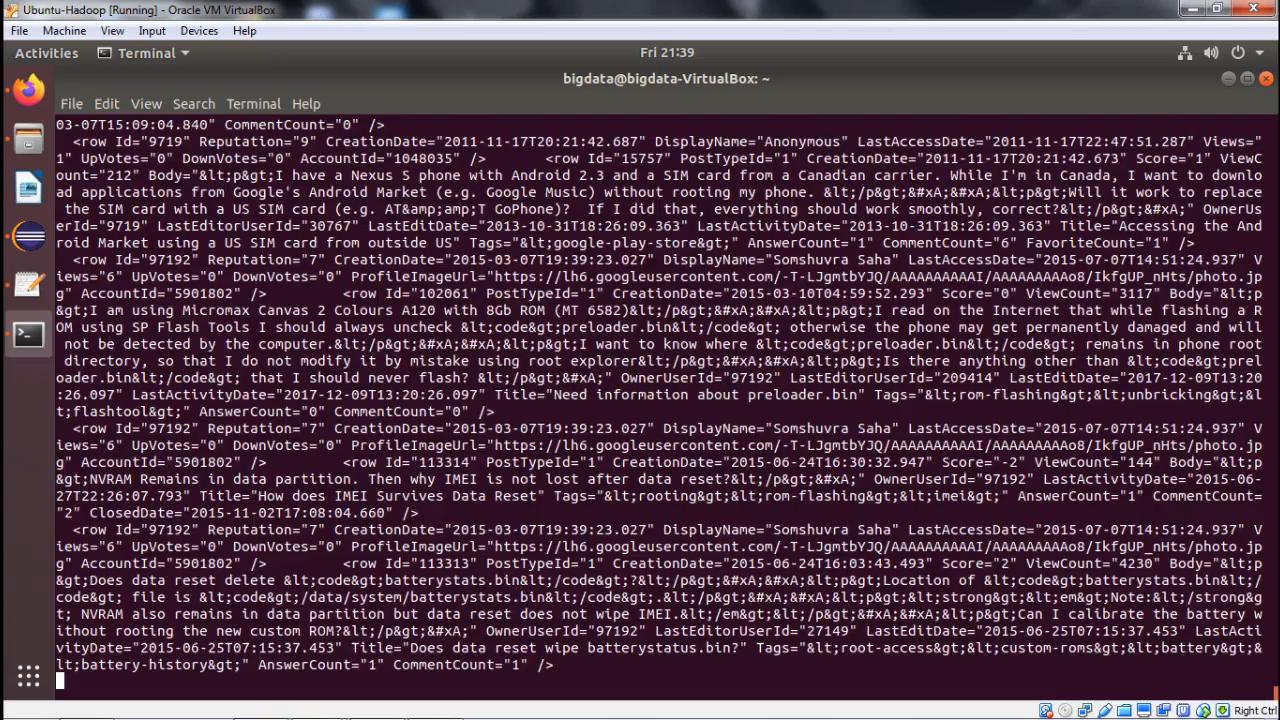 Ubuntu-Hadoop [Running] - Oracle VM VirtualBox
File Machine View Input Devices Help
Activities Terminal Fri 21:39
bigdata@bigdata-VirtualBox: ~
File Edit View Search Terminal Help
03-07T15:09:04.840" CommentCount="0" />
<row Id="9719" Reputation="9" CreationDate="2011-11-17T20:21:42.687" DisplayName="Anonymous" LastAccessDate="2011-11-17T22:47:51.287" Views="
1" UpVotes="0" DownVotes="0" AccountId="1048035" /> <row Id="15757" PostTypeId="1" CreationDate="2011-11-17T20:21:42.673" Score="1" ViewC
ount="212" Body="&lt;p&gt;I have a Nexus S phone with Android 2.3 and a SIM card from a Canadian carrier. While I'm in Canada, I want to downlo
ad applications from Google's Android Market (e.g. Google Music) without rooting my phone. &lt;/p&gt;&#xA;&#xA;&lt;p&gt;Will it work to replace
the SIM card with a US SIM card (e.g. AT&amp;amp;T GoPhone)?  If I did that, everything should work smoothly, correct?&lt;/p&gt;&#xA;" OwnerUs
erId="9719" LastEditorUserId="30767" LastEditDate="2013-10-31T18:26:09.363" LastActivityDate="2013-10-31T18:26:09.363" Title="Accessing the And
roid Market using a US SIM card from outside US" Tags="&lt;google-play-store&gt;" AnswerCount="1" CommentCount="6" FavoriteCount="1" />
<row Id="97192" Reputation="7" CreationDate="2015-03-07T19:39:23.027" DisplayName="Somshuvra Saha" LastAccessDate="2015-07-07T14:51:24.937" V
iews="6" UpVotes="0" DownVotes="0" ProfileImageUrl="https://lh6.googleusercontent.com/-T-LJgmtbYJQ/AAAAAAAAAAI/AAAAAAAAAo8/IkfgUP_nHts/photo.jp
g" AccountId="5901802" /> <row Id="102061" PostTypeId="1" CreationDate="2015-03-10T04:59:52.293" Score="0" ViewCount="3117" Body="&lt;p
&gt;I am using Micromax Canvas 2 Colours A120 with 8Gb ROM (MT 6582)&lt;/p&gt;&#xA;&#xA;&lt;p&gt;I read on the Internet that while flashing a R
OM using SP Flash Tools I should always uncheck &lt;code&gt;preloader.bin&lt;/code&gt; otherwise the phone may get permanently damaged and will
not be detected by the computer.&lt;/p&gt;&#xA;&#xA;&lt;p&gt;I want to know where &lt;code&gt;preloader.bin&lt;/code&gt; remains in phone root
directory, so that I do not modify it by mistake using root explorer&lt;/p&gt;&#xA;&#xA;&lt;p&gt;Is there anything other than &lt;code&gt;prel
oader.bin&lt;/code&gt; that I should never flash? &lt;/p&gt;&#xA;" OwnerUserId="97192" LastEditorUserId="209414" LastEditDate="2017-12-09T13:20
:26.097" LastActivityDate="2017-12-09T13:20:26.097" Title="Need information about preloader.bin" Tags="&lt;rom-flashing&gt;&lt;unbricking&gt;&l
t;flashtool&gt;" AnswerCount="0" CommentCount="0" />
<row Id="97192" Reputation="7" CreationDate="2015-03-07T19:39:23.027" DisplayName="Somshuvra Saha" LastAccessDate="2015-07-07T14:51:24.937" V
iews="6" UpVotes="0" DownVotes="0" ProfileImageUrl="https://lh6.googleusercontent.com/-T-LJgmtbYJQ/AAAAAAAAAAI/AAAAAAAAAo8/IkfgUP_nHts/photo.jp
g" AccountId="5901802" /> <row Id="113314" PostTypeId="1" CreationDate="2015-06-24T16:30:32.947" Score="-2" ViewCount="144" Body="&lt;p
&gt;NVRAM Remains in data partition. Then why IMEI is not lost after data reset?&lt;/p&gt;&#xA;" OwnerUserId="97192" LastActivityDate="2015-06-
27T22:26:07.793" Title="How does IMEI Survives Data Reset" Tags="&lt;rooting&gt;&lt;rom-flashing&gt;&lt;imei&gt;" AnswerCount="1" CommentCount=
"2" ClosedDate="2015-11-02T17:08:04.660" />
<row Id="97192" Reputation="7" CreationDate="2015-03-07T19:39:23.027" DisplayName="Somshuvra Saha" LastAccessDate="2015-07-07T14:51:24.937" V
iews="6" UpVotes="0" DownVotes="0" ProfileImageUrl="https://lh6.googleusercontent.com/-T-LJgmtbYJQ/AAAAAAAAAAI/AAAAAAAAAo8/IkfgUP_nHts/photo.jp
g" AccountId="5901802" /> <row Id="113313" PostTypeId="1" CreationDate="2015-06-24T16:03:43.493" Score="2" ViewCount="4230" Body="&lt;p
&gt;Does data reset delete &lt;code&gt;batterystats.bin&lt;/code&gt;?&lt;/p&gt;&#xA;&#xA;&lt;p&gt;Location of &lt;code&gt;batterystats.bin&lt;/
code&gt; file is &lt;code&gt;/data/system/batterystats.bin&lt;/code&gt;.&lt;/p&gt;&#xA;&#xA;&lt;p&gt;&lt;strong&gt;&lt;em&gt;Note:&lt;/strong&g
t; NVRAM also remains in data partition but data reset does not wipe IMEI.&lt;/em&gt;&lt;/p&gt;&#xA;&#xA;&lt;p&gt;Can I calibrate the battery w
ithout rooting the new custom ROM?&lt;/p&gt;&#xA;" OwnerUserId="97192" LastEditorUserId="27149" LastEditDate="2015-06-25T07:15:37.453" LastActi
vityDate="2015-06-25T07:15:37.453" Title="Does data reset wipe batterystatus.bin?" Tags="&lt;root-access&gt;&lt;custom-roms&gt;&lt;battery&gt;&
lt;battery-history&gt;" AnswerCount="1" CommentCount="1" />
Right Ctrl